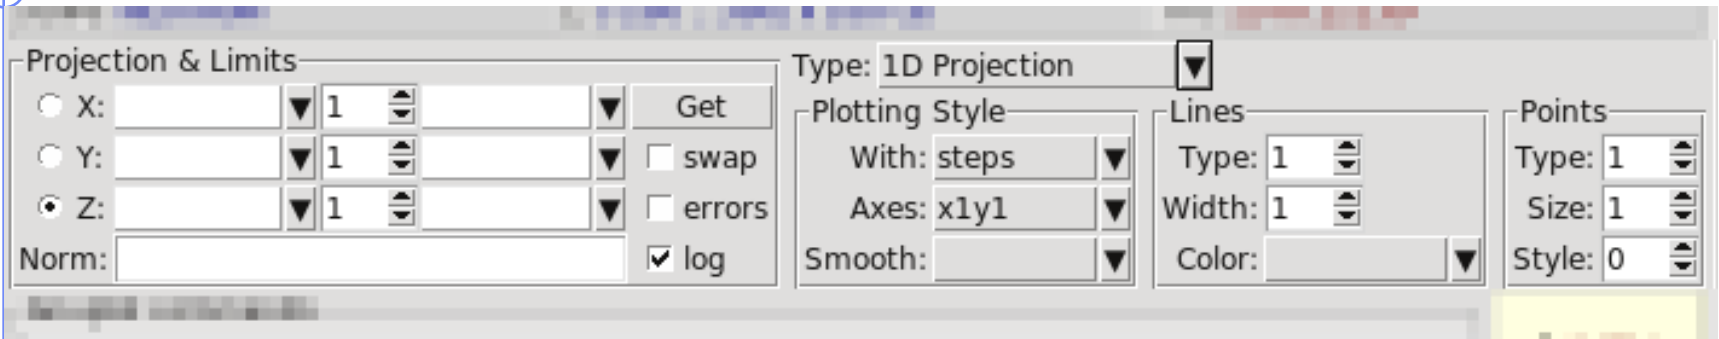 Projection & Limits
Type: 1D Projection
X: 1 Get
Y: 1 swap
Z: 1 errors
Norm: log
Plotting Style
With: steps
Axes: x1y1
Smooth:
Lines
Type: 1
Width: 1
Color:
Points
Type: 1
Size: 1
Style: 0